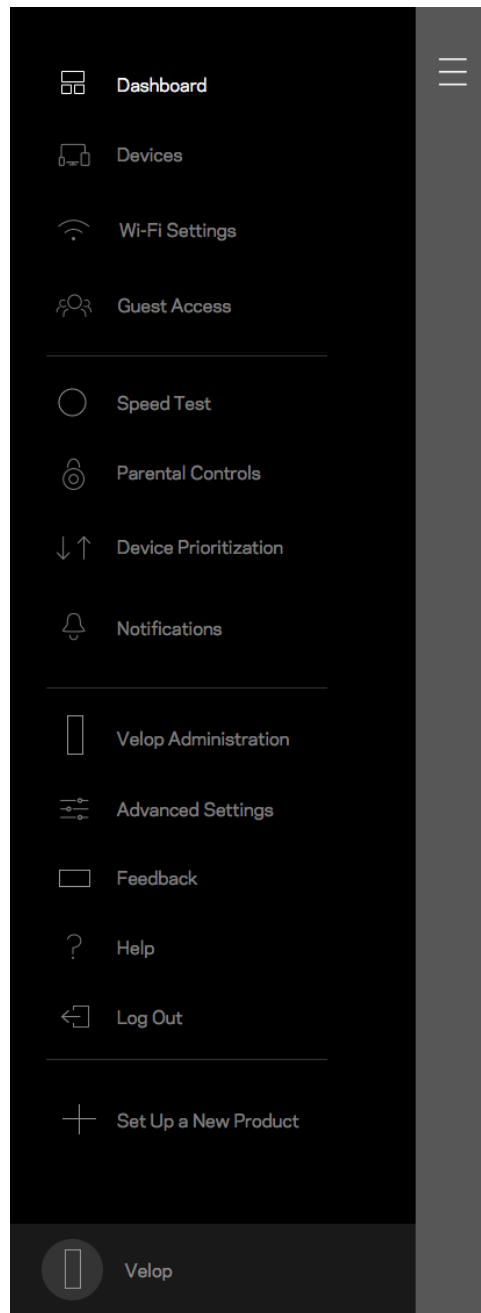 Dashboard
Devices
Wi-Fi Settings
Guest Access
Speed Test
Parental Controls
Device Prioritization
Notifications
Velop Administration
Advanced Settings
Feedback
Help
Log Out
Set Up a New Product
Velop